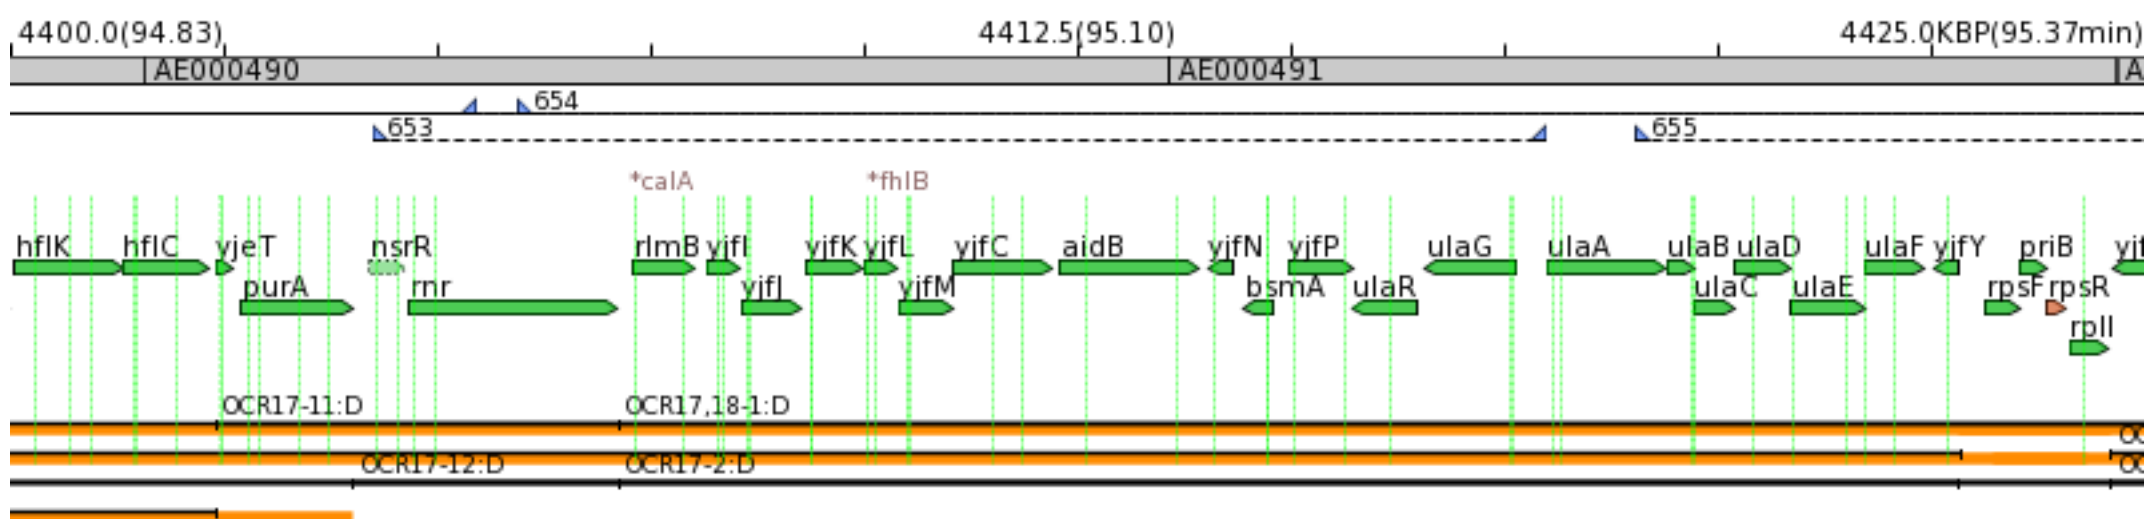 4400.0(94.83) 4412.5(95.10) 4425.0KBP(95.37min)
AE000490 AE000491 A
654
653 655
*calA *fhlB
hflK hflC yjeT nsrR rlmB yjfI yjfK yjfL yjfC aidB yjfN yjfP ulaG ulaA ulaB ulaD ulaF yjfY priB
purA rnr yjfJ yjfM bsmA ulaR ulaC ulaE rpsF rpsR
rplI
OCR17-11:D OCR17,18-1:D
OCR17-12:D OCR17-2:D